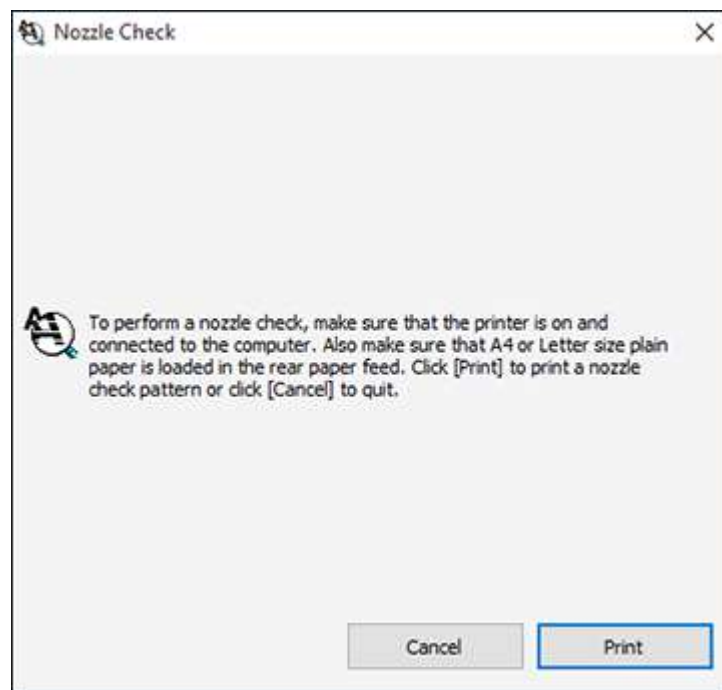 Nozzle Check
To perform a nozzle check, make sure that the printer is on and
connected to the computer. Also make sure that A4 or Letter size plain
paper is loaded in the rear paper feed. Click [Print] to print a nozzle
check pattern or click [Cancel] to quit.
Cancel
Print